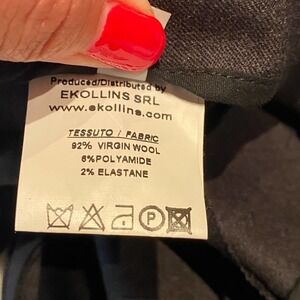 Produced/Distributed by
EKOLLINS SRL
www.ekollins.com
TESSUTO / FABRIC
92% VIRGIN WOOL
6%POLYAMIDE
2% ELASTANE
P